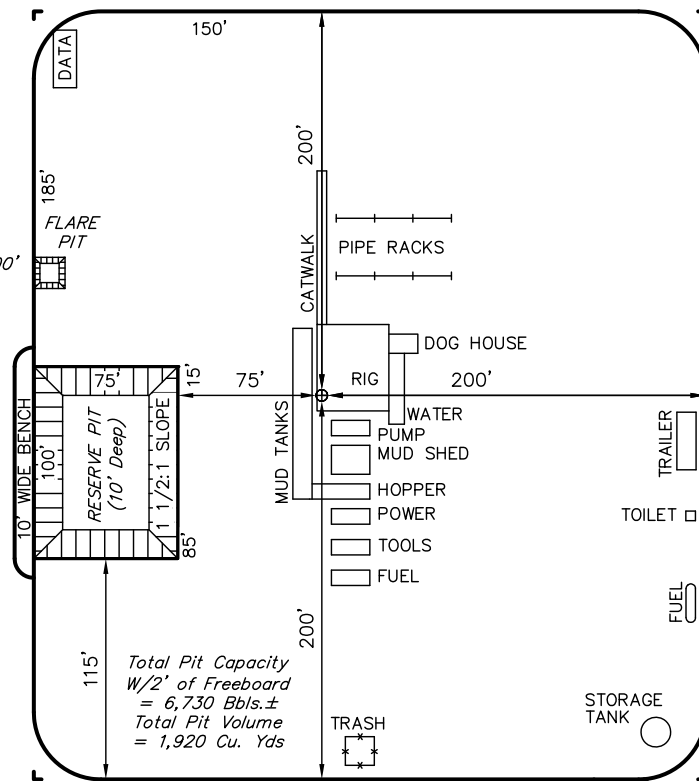 150'
DATA
200'
185'
FLARE
PIT
CATWALK
PIPE RACKS
DOG HOUSE
RIG
15'
75'
75'
200'
10' WIDE BENCH
100'
RESERVE PIT
(10' Deep)
1 1/2:1 SLOPE
MUD TANKS
WATER
PUMP
MUD SHED
HOPPER
POWER
TOOLS
FUEL
TRAILER
TOILET
FUEL
85'
115'
200'
Total Pit Capacity
W/2' of Freeboard
= 6,730 Bbls.±
Total Pit Volume
= 1,920 Cu. Yds
TRASH
STORAGE
TANK